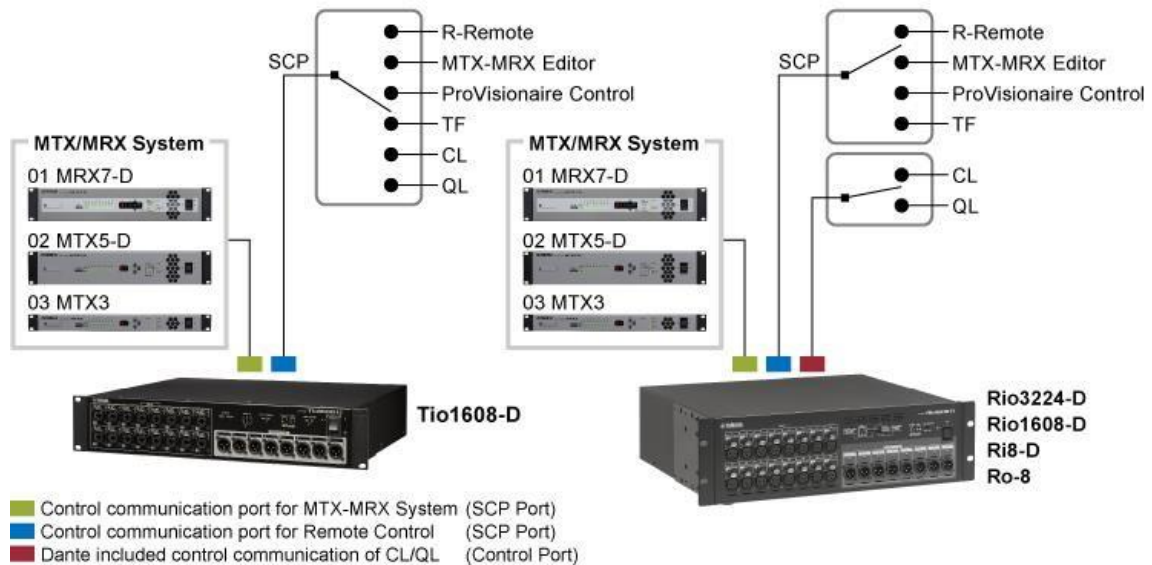 R-Remote
SCP
MTX-MRX Editor
ProVisionaire Control
TF
CL
QL
MTX/MRX System
01 MRX7-D
02 MTX5-D
03 MTX3
Tio1608-D
R-Remote
SCP
MTX-MRX Editor
ProVisionaire Control
TF
CL
QL
MTX/MRX System
01 MRX7-D
02 MTX5-D
03 MTX3
Rio3224-D
Rio1608-D
Ri8-D
Ro-8
Control communication port for MTX-MRX System (SCP Port)
Control communication port for Remote Control (SCP Port)
Dante included control communication of CL/QL (Control Port)